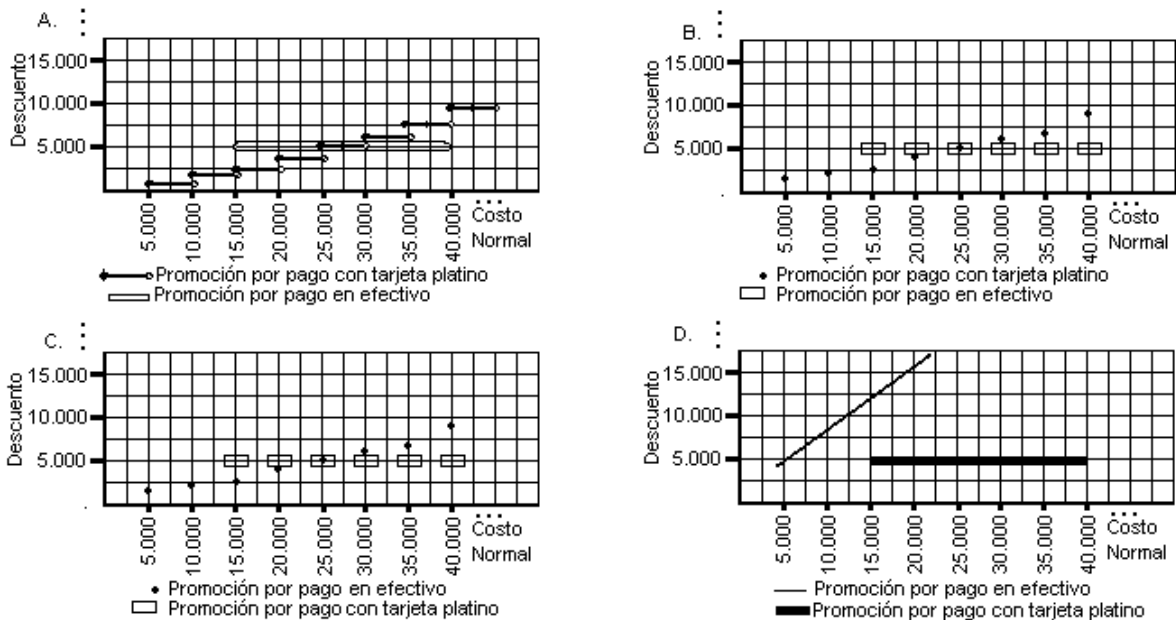 A.
Descuento
15.000
10.000
5.000
5.000
10.000
15.000
20.000
25.000
30.000
35.000
40.000
Costo
Normal
Promoción por pago con tarjeta platino
Promoción por pago en efectivo
B.
Descuento
15.000
10.000
5.000
5.000
10.000
15.000
20.000
25.000
30.000
35.000
40.000
Costo
Normal
Promoción por pago con tarjeta platino
Promoción por pago en efectivo
C.
Descuento
15.000
10.000
5.000
5.000
10.000
15.000
20.000
25.000
30.000
35.000
40.000
Costo
Normal
Promoción por pago en efectivo
Promoción por pago con tarjeta platino
D.
Descuento
15.000
10.000
5.000
5.000
10.000
15.000
20.000
25.000
30.000
35.000
40.000
Costo
Normal
Promoción por pago en efectivo
Promoción por pago con tarjeta platino